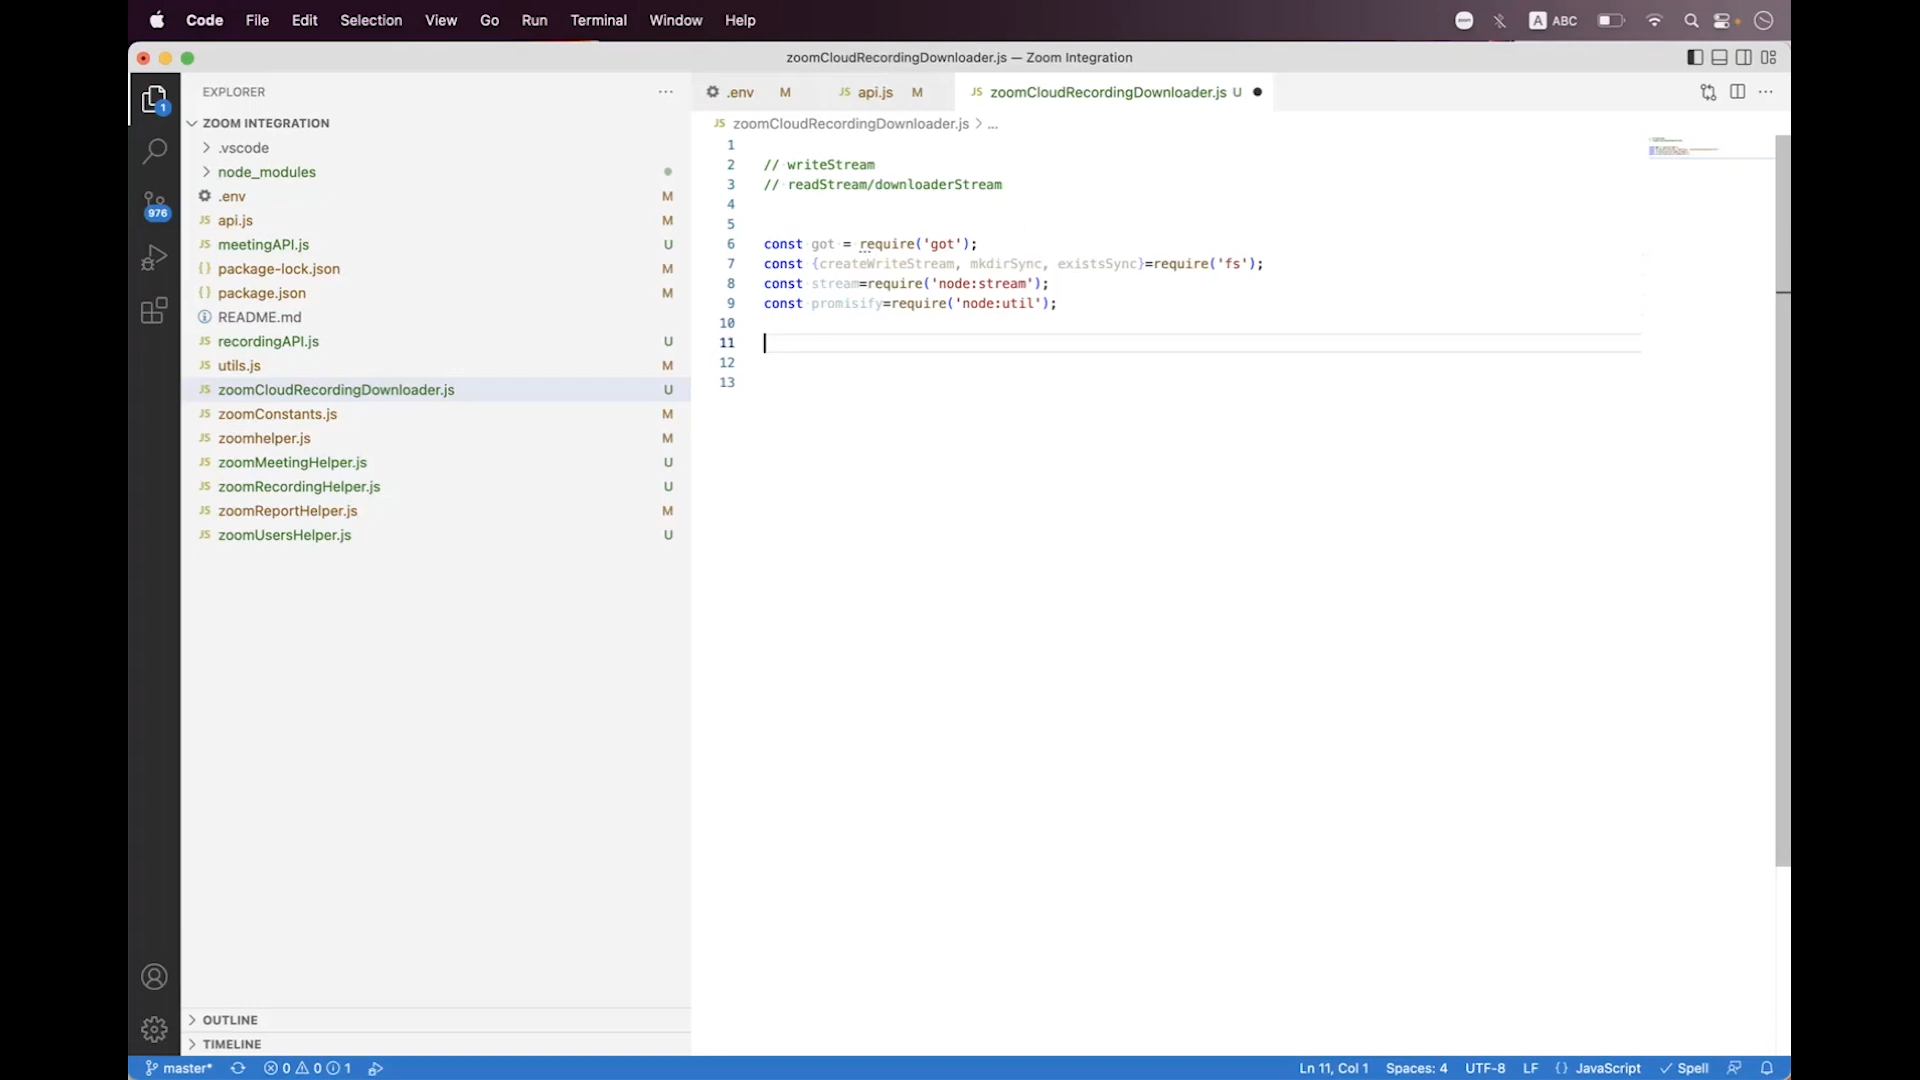 Code File Edit Selection View Go Run Terminal Window Help
zoom A ABC
zoomCloudRecordingDownloader.js — Zoom Integration
EXPLORER
ZOOM INTEGRATION
.vscode
node_modules
.env M
api.js M
meetingAPI.js U
package-lock.json M
package.json M
README.md
recordingAPI.js U
utils.js M
zoomCloudRecordingDownloader.js U
zoomConstants.js M
zoomhelper.js M
zoomMeetingHelper.js U
zoomRecordingHelper.js U
zoomReportHelper.js M
zoomUsersHelper.js U
OUTLINE
TIMELINE
1
976
.env M JS api.js M JS zoomCloudRecordingDownloader.js U
JS zoomCloudRecordingDownloader.js > ...
1
2 // writeStream
3 // readStream/downloaderStream
4
5
6 const got = require('got');
7 const {createWriteStream, mkdirSync, existsSync}=require('fs');
8 const stream=require('node:stream');
9 const promisify=require('node:util');
10
11
12
13
master* 0 0 1 Ln 11, Col 1 Spaces: 4 UTF-8 LF {} JavaScript Spell